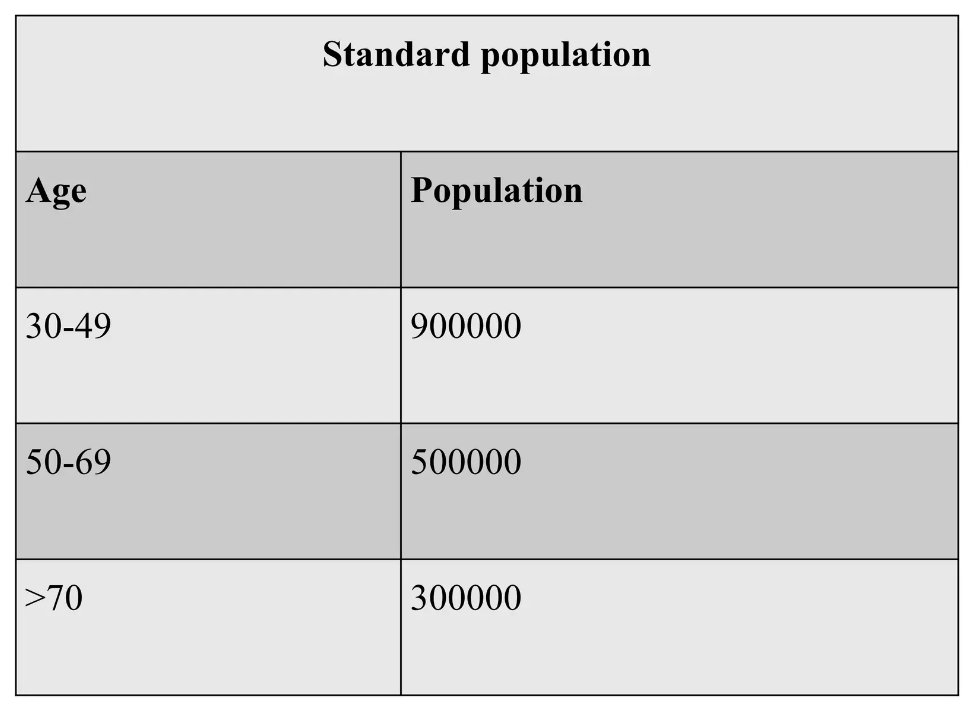 Standard population
Age Population
30-49 900000
50-69 500000
>70 300000